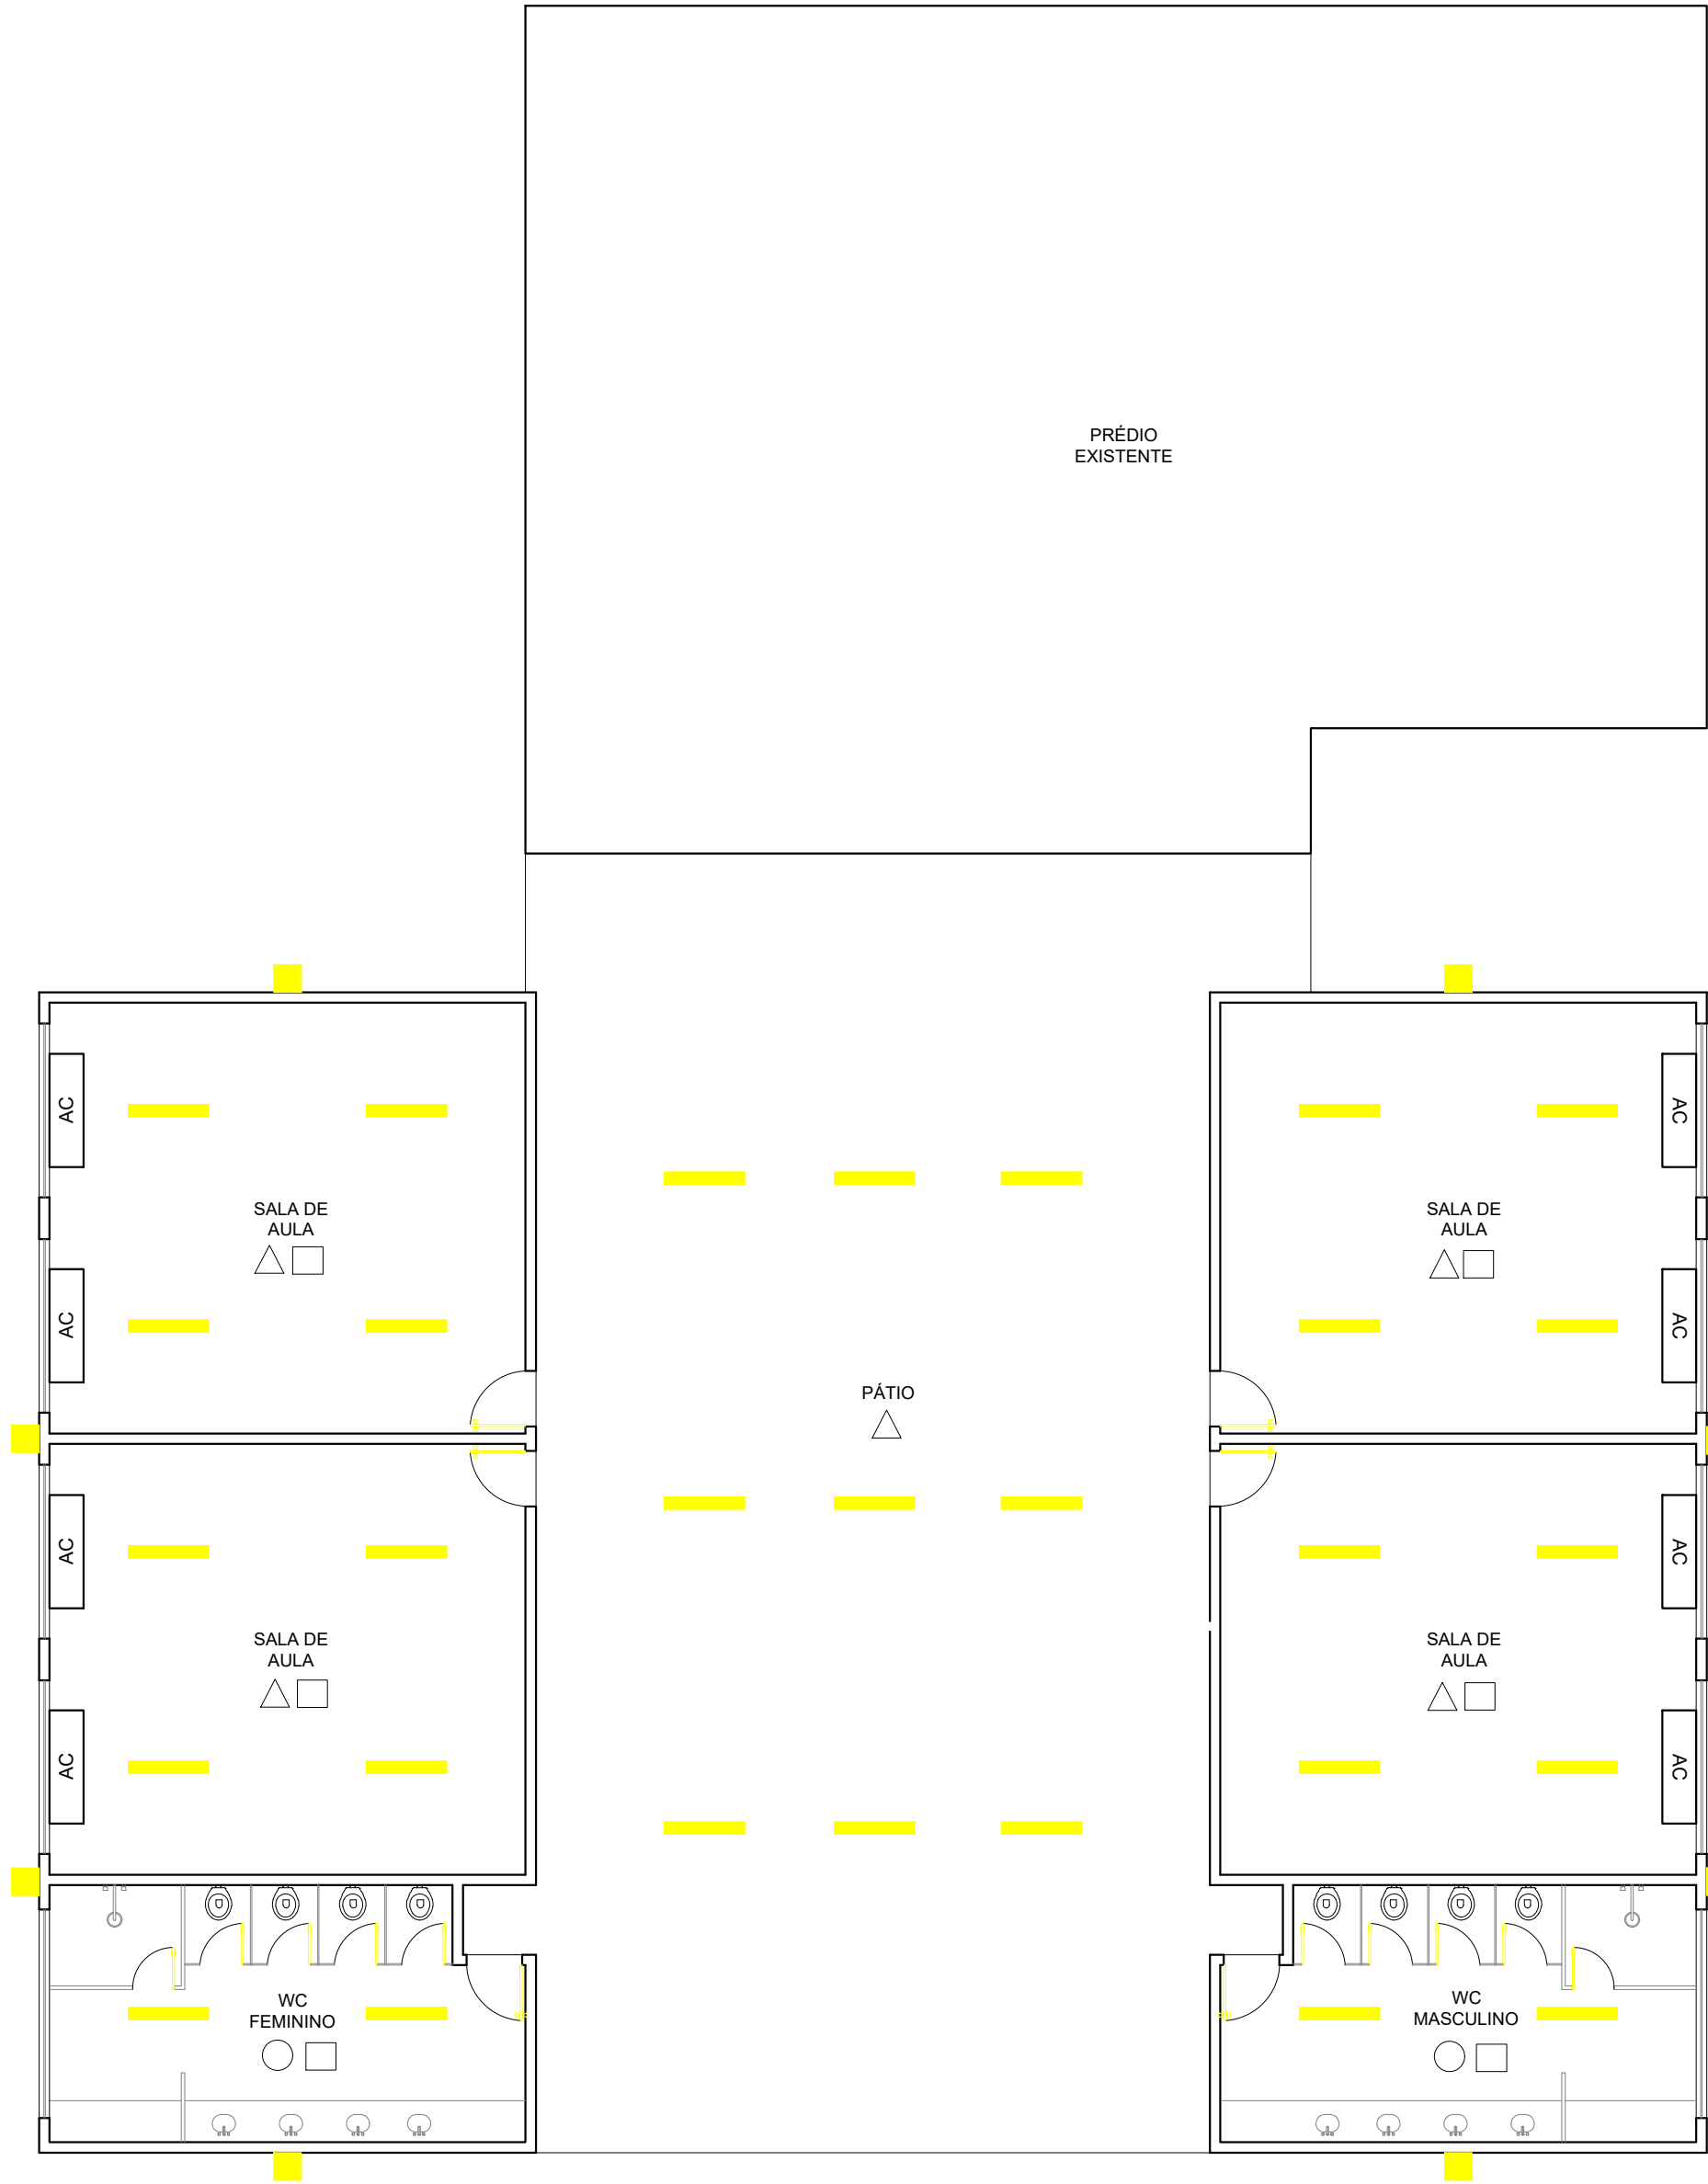 PRÉDIO
EXISTENTE
AC
AC
SALA DE
AULA
SALA DE
AULA
AC
AC
PÁTIO
AC
AC
SALA DE
AULA
SALA DE
AULA
AC
AC
WC
FEMININO
WC
MASCULINO